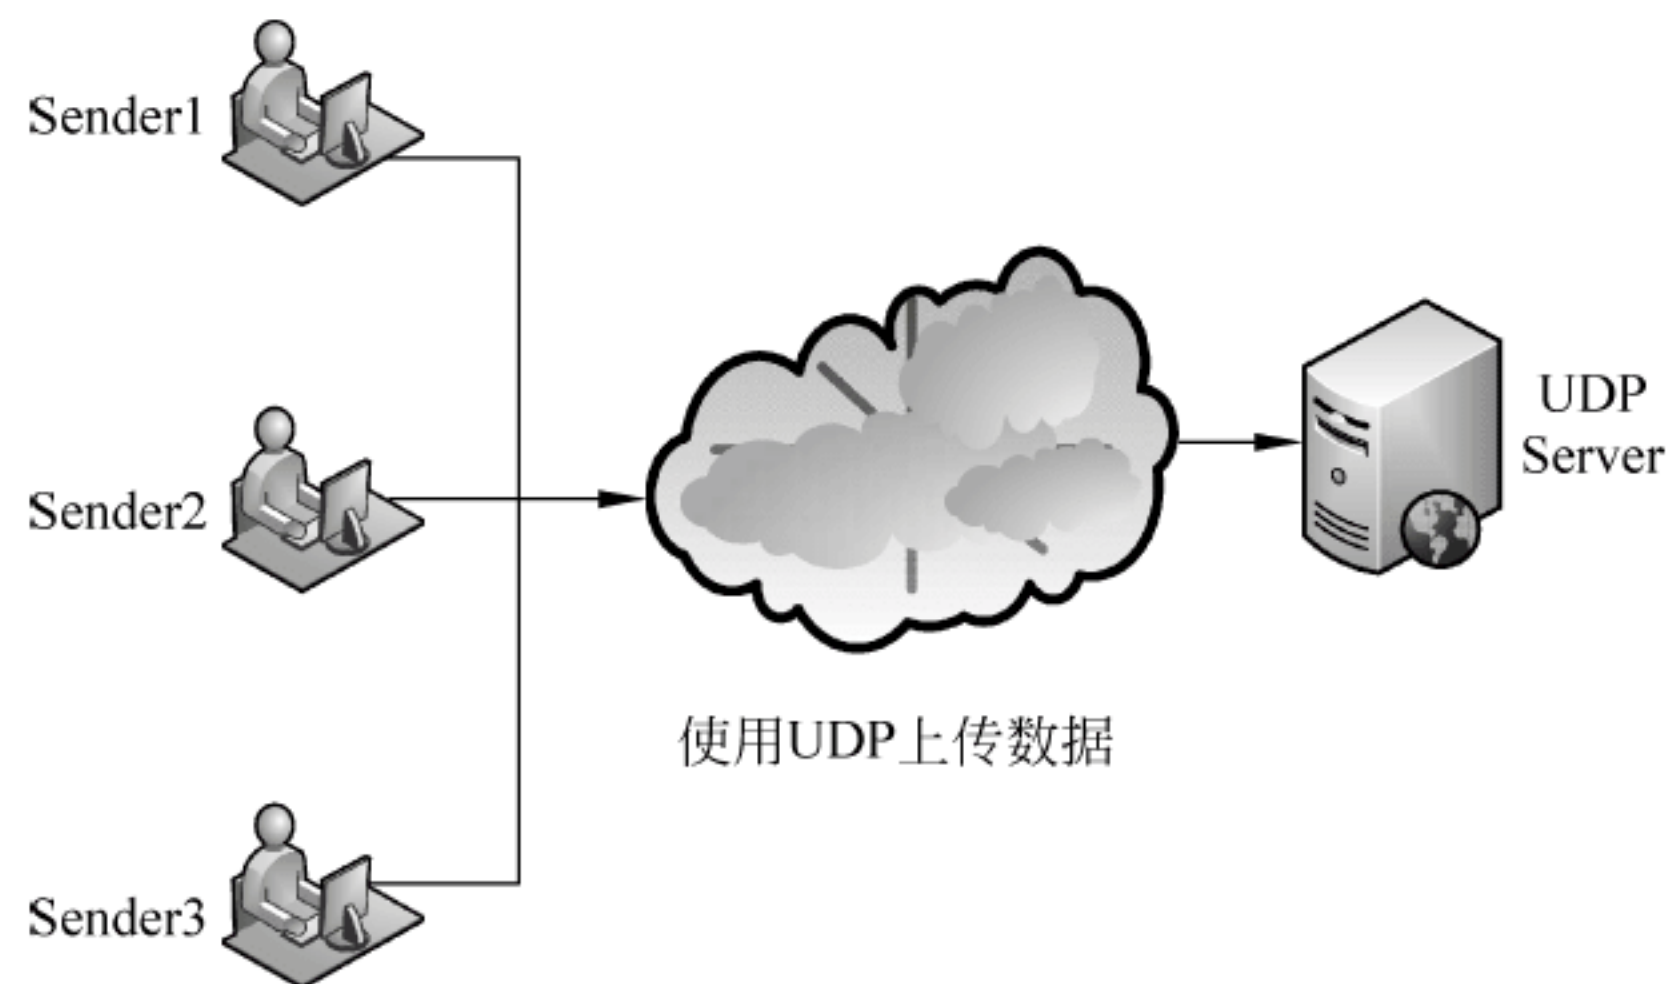 Sender1
UDP
Server
Sender2
使用UDP上传数据
Sender3